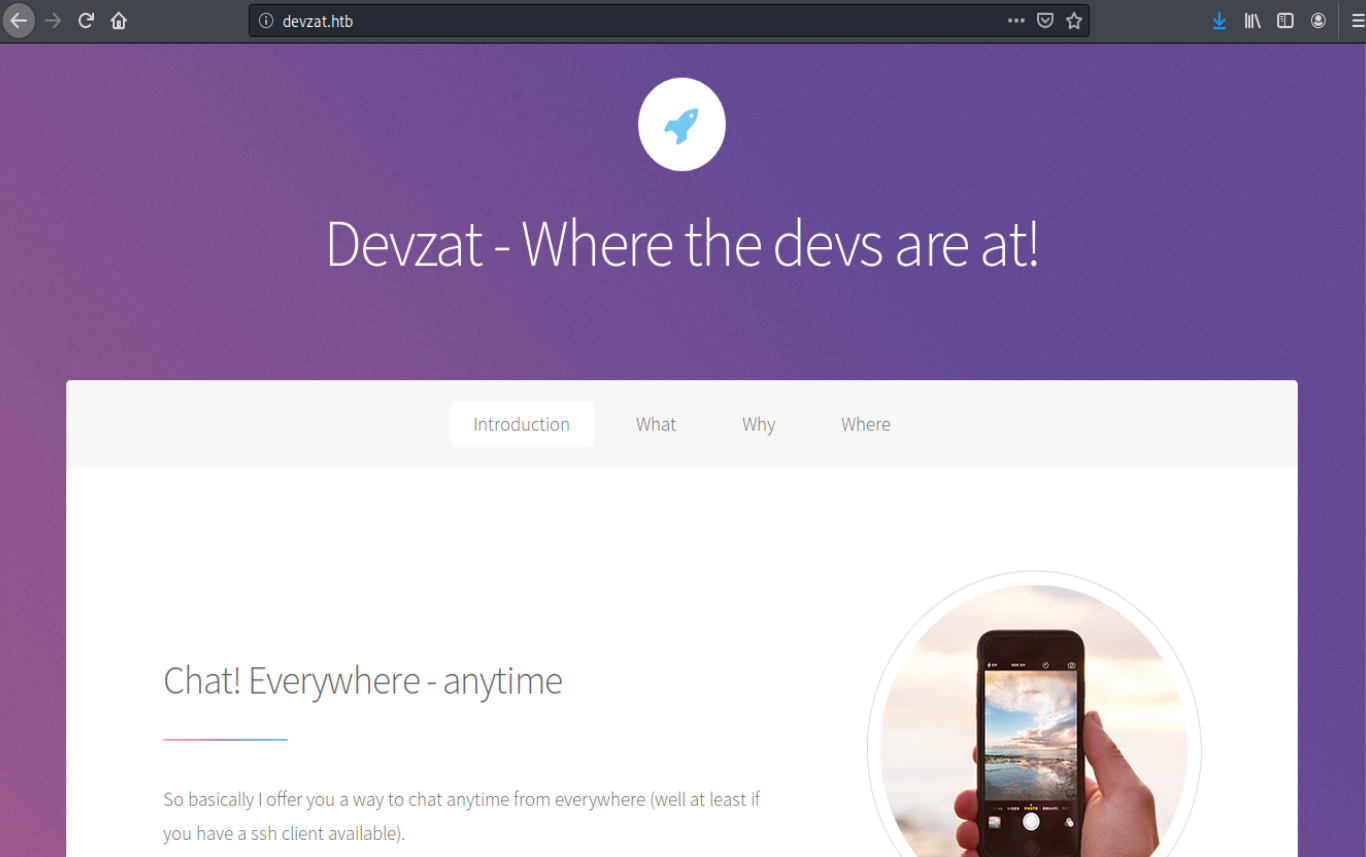 devzat.htb
Devzat - Where the devs are at!
Introduction What Why Where
Chat! Everywhere - anytime
So basically I offer you a way to chat anytime from everywhere (well at least if
you have a ssh client available).
PHOTO